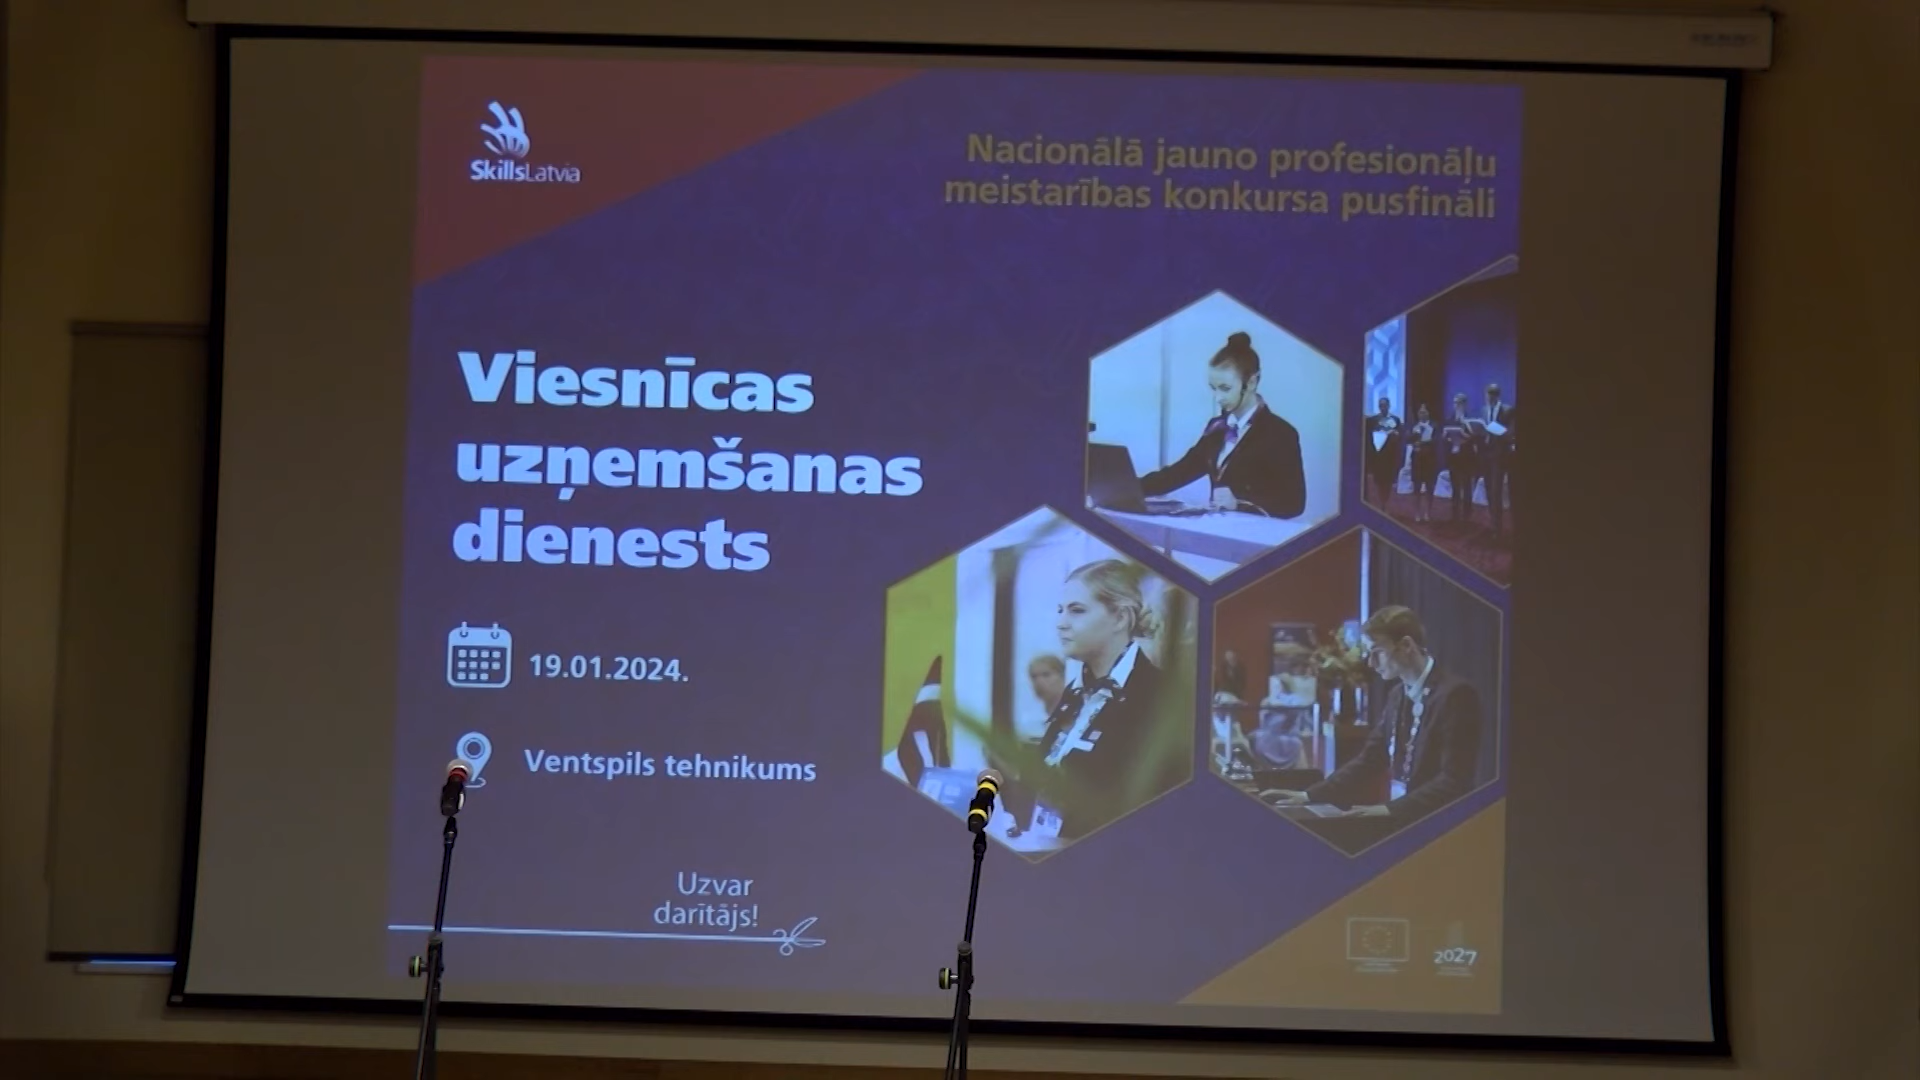 SkillsLatvia
Nacionālā jauno profesionāļu
meistarības konkursa pusfināli
Viesnīcas
uzņemšanas
dienests
19.01.2024.
Ventspils tehnikums
Uzvar
darītājs!
2027